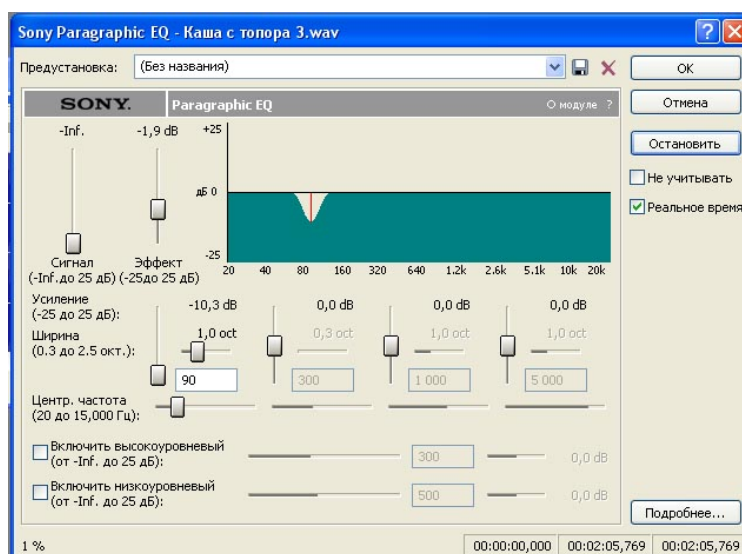 Sony Paragraphic EQ - Каша с топора 3.wav
Предустановка: (Без названия)
ОК
SONY. Paragraphic EQ О модуле ?
Отмена
-Inf. -1,9 dB +25
Остановить
дБ 0
Не учитывать
Реальное время
-25
Сигнал Эффект
(-Inf.до 25 дБ) (-25до 25 дБ)
20 40 80 160 320 640 1.2k 2.6k 5.1k 10k 20k
Усиление
(-25 до 25 дБ):
-10,3 dB 0,0 dB 0,0 dB 0,0 dB
Ширина
(0.3 до 2.5 окт.):
1,0 oct 0,3 oct 1,0 oct 1,0 oct
90 300 1 000 5 000
Центр. частота
(20 до 15,000 Гц):
Включить высокоуровневый
(от -Inf. до 25 дБ):
300 0,0 dB
Включить низкоуровневый
(от -Inf. до 25 дБ):
500 0,0 dB
Подробнее...
1 % 00:00:00,000 00:02:05,769 00:02:05,769